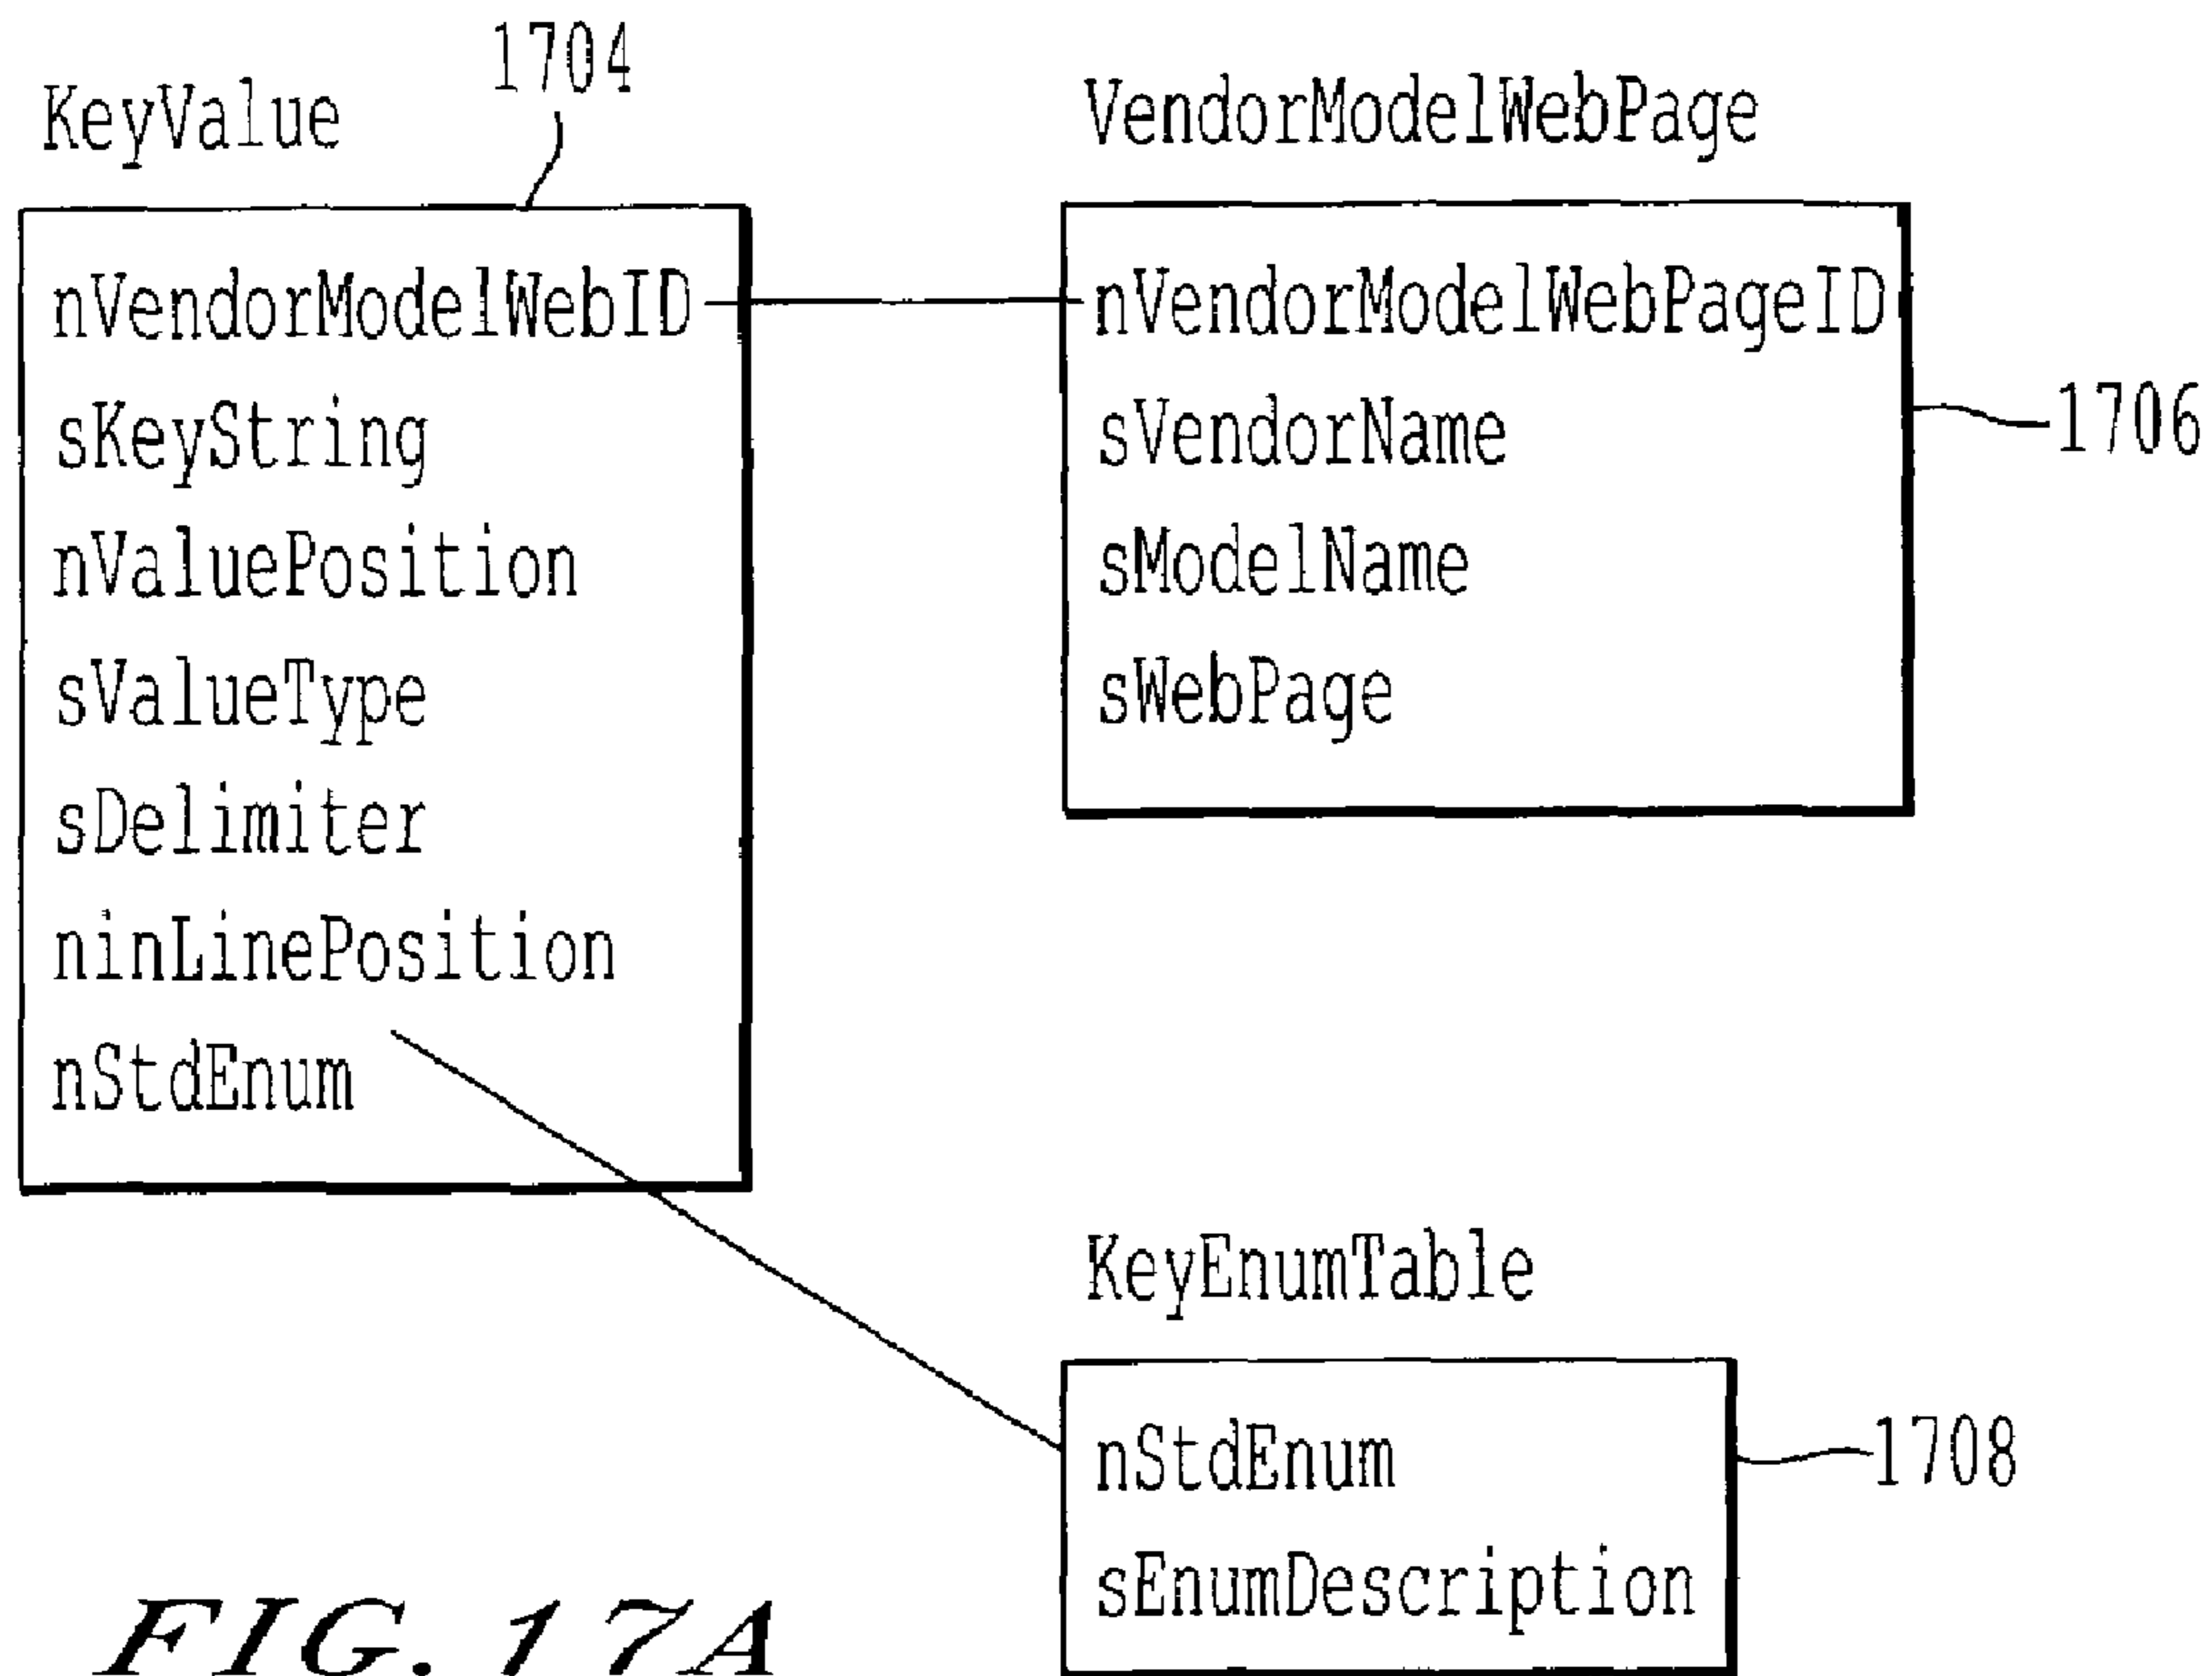 1704
KeyValue
nVendorModelWebID
sKeyString
nValuePosition
sValueType
sDelimiter
ninLinePosition
nStdEnum
VendorModelWebPage
nVendorModelWebPageID
sVendorName
sModelName
sWebPage
1706
KeyEnumTable
nStdEnum
sEnumDescription
1708
FIG. 17A